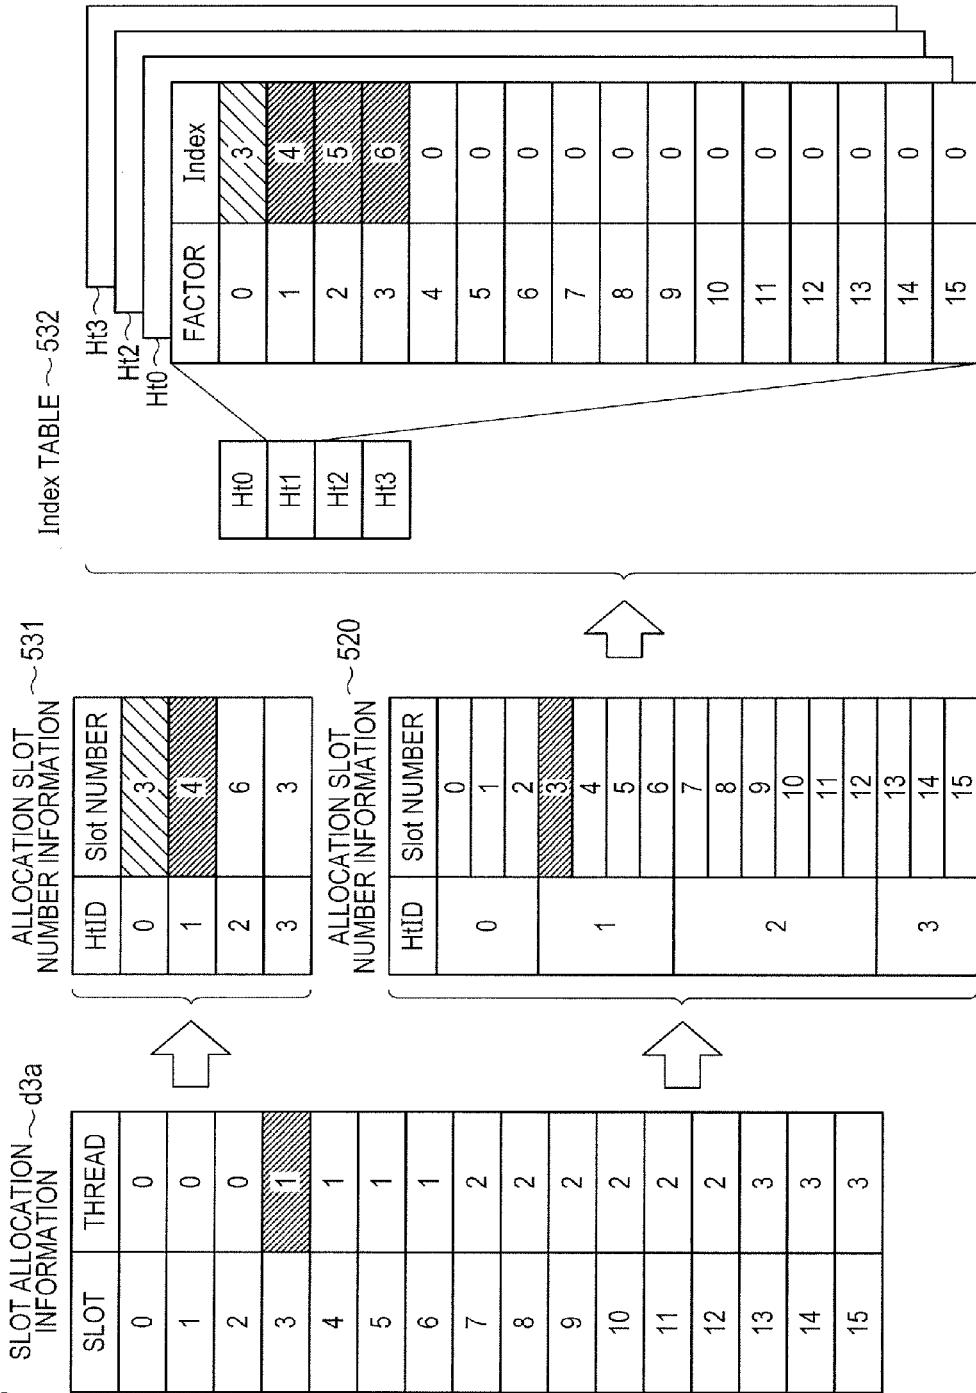 SLOT ALLOCATION
INFORMATION ~d3a
SLOT THREAD
0 0
1 0
2 0
3 1
4 1
5 1
6 1
7 2
8 2
9 2
10 2
11 2
12 2
13 3
14 3
15 3
ALLOCATION SLOT
NUMBER INFORMATION ~531
HtID Slot NUMBER
0 3
1 4
2 6
3 3
ALLOCATION SLOT
NUMBER INFORMATION ~520
HtID Slot NUMBER
0 0
1
2
1 3
4
5
6
2 7
8
9
10
11
12
3 13
14
15
Index TABLE ~532
Ht0
Ht1
Ht2
Ht3
Ht3~
Ht2~
Ht0~
FACTOR Index
0 3
1 4
2 5
3 6
4 0
5 0
6 0
7 0
8 0
9 0
10 0
11 0
12 0
13 0
14 0
15 0